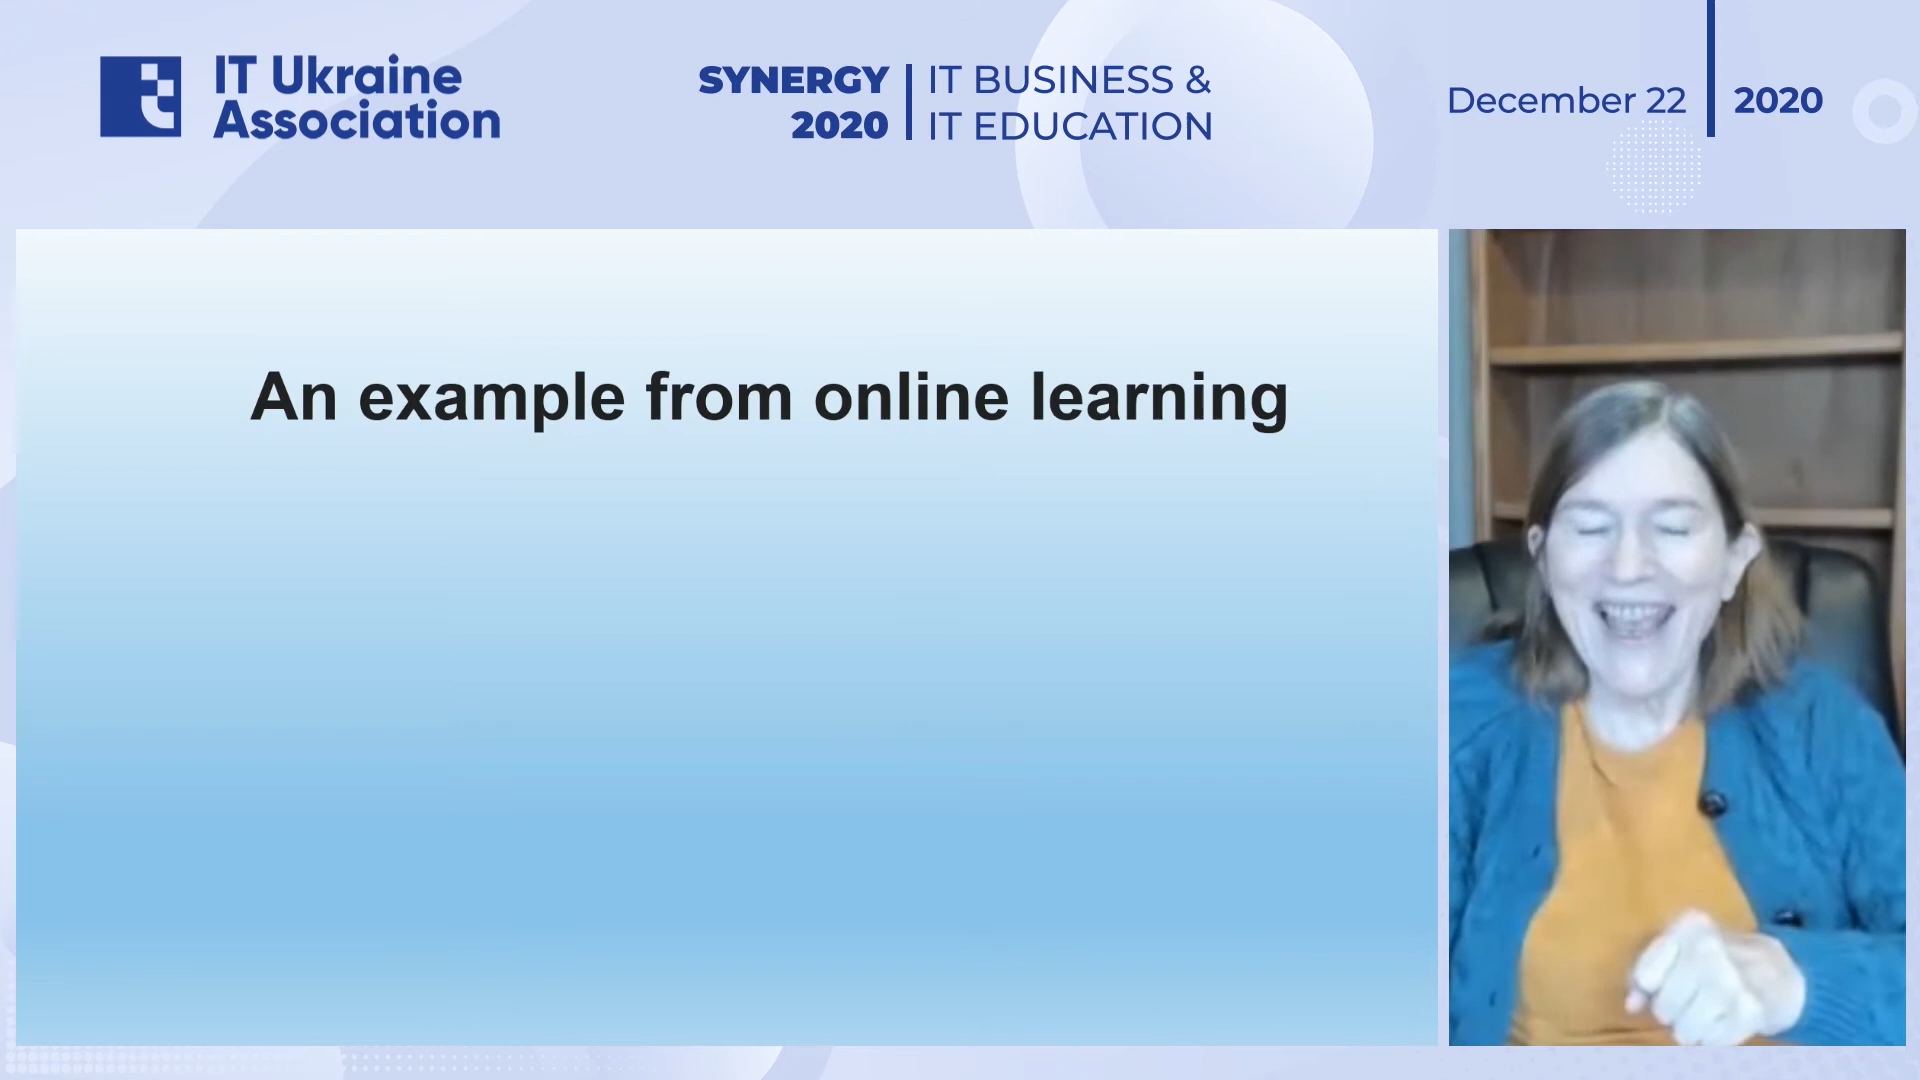 IT Ukraine
Association
SYNERGY
2020
IT BUSINESS &
IT EDUCATION
December 22
2020
An example from online learning